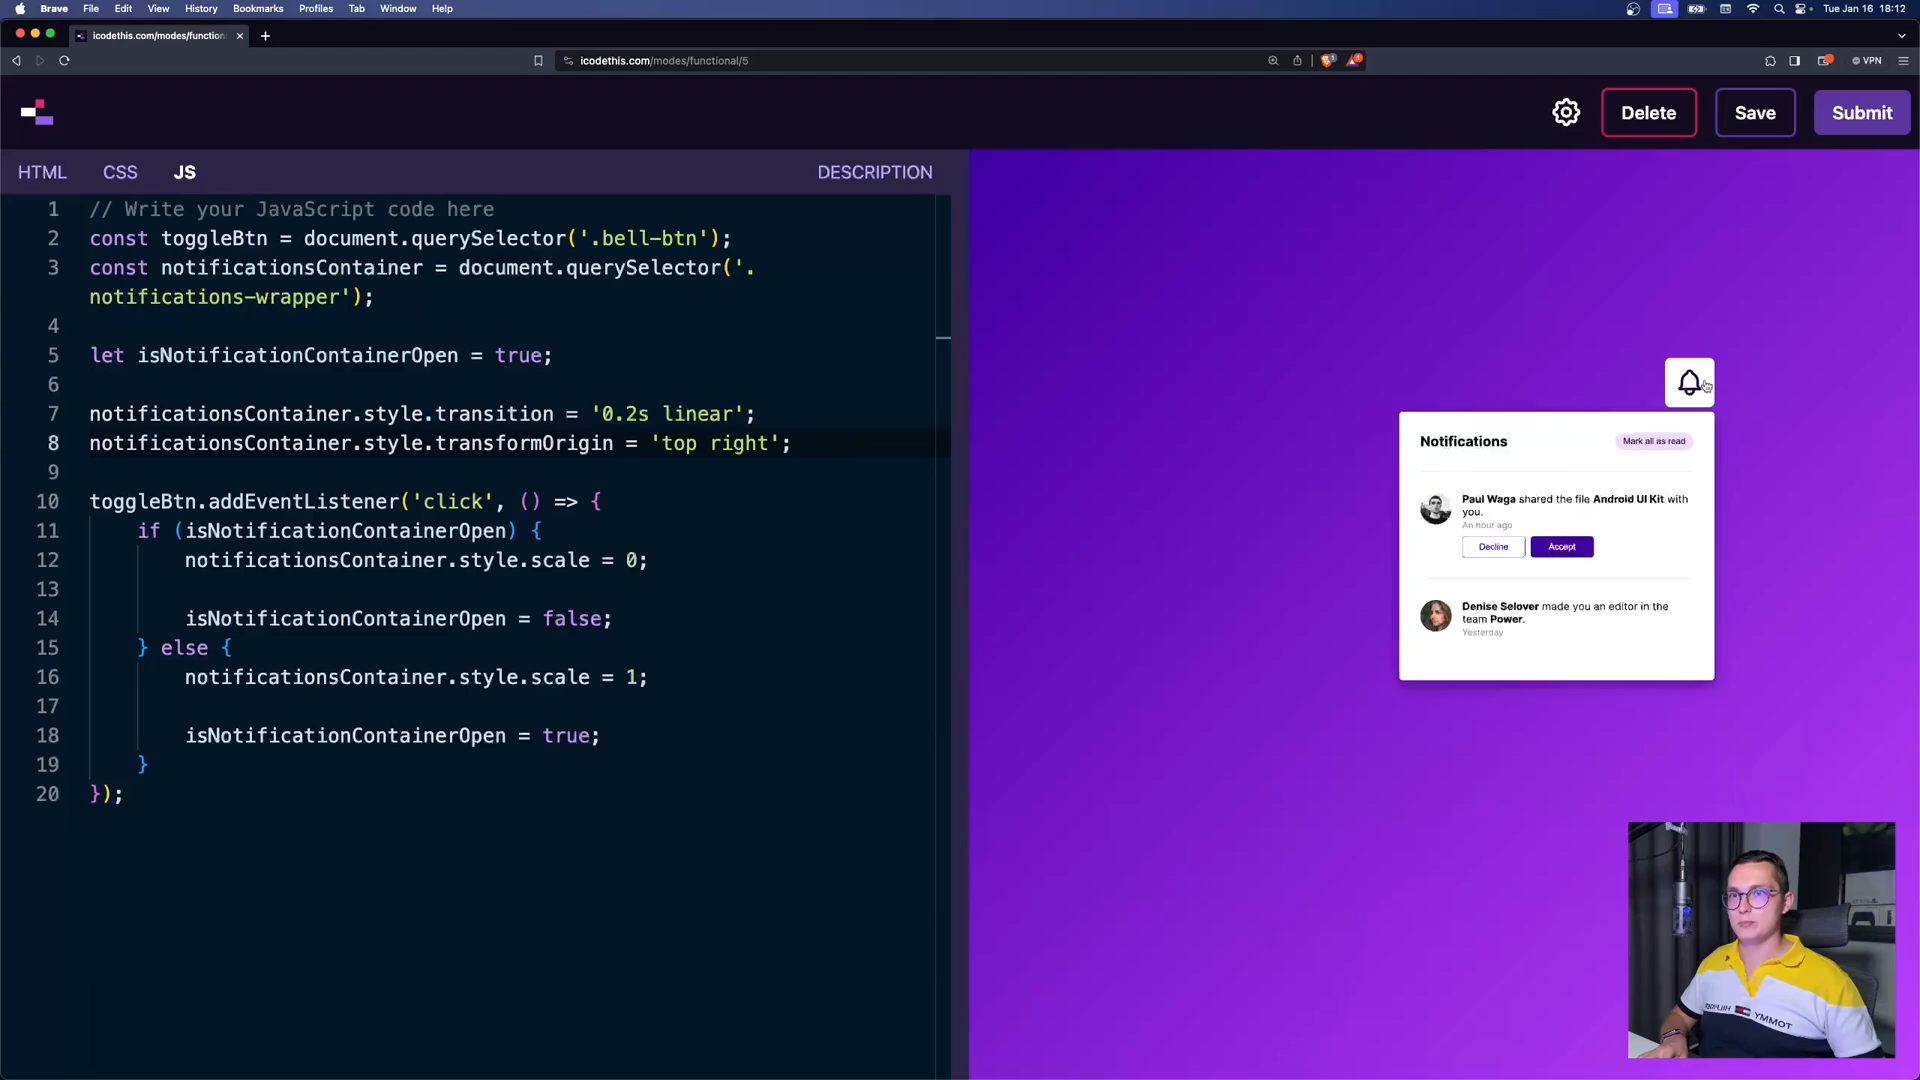 Brave File Edit View History Bookmarks Profiles Tab Window Help
Tue Jan 16 18:12
icodethis.com/modes/function
icodethis.com/modes/functional/5
VPN
Delete
Save
Submit
HTML CSS JS DESCRIPTION
1 // Write your JavaScript code here
2 const toggleBtn = document.querySelector('.bell-btn');
3 const notificationsContainer = document.querySelector('.
notifications-wrapper');
4
5 let isNotificationContainerOpen = true;
6
7 notificationsContainer.style.transition = '0.2s linear';
8 notificationsContainer.style.transformOrigin = 'top right';
9
10 toggleBtn.addEventListener('click', () => {
11 if (isNotificationContainerOpen) {
12 notificationsContainer.style.scale = 0;
13
14 isNotificationContainerOpen = false;
15 } else {
16 notificationsContainer.style.scale = 1;
17
18 isNotificationContainerOpen = true;
19 }
20 });
Notifications
Mark all as read
Paul Waga shared the file Android UI Kit with
you.
An hour ago
Decline
Accept
Denise Selover made you an editor in the
team Power.
Yesterday
TOMMY